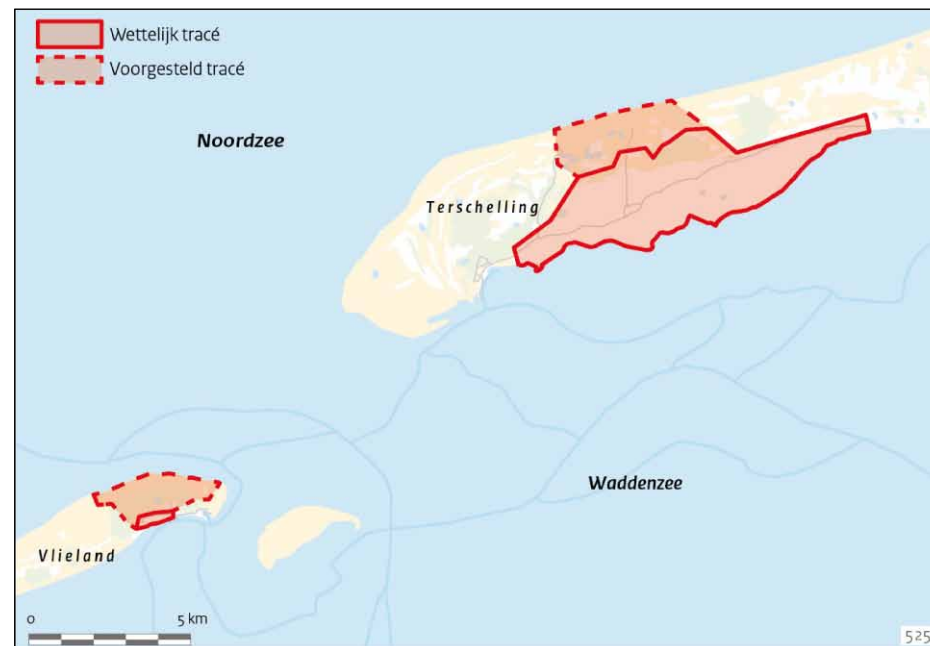 Wettelijk tracé
Voorgesteld tracé
Noordzee
Terschelling
Waddenzee
Vlieland
0 5 km
525